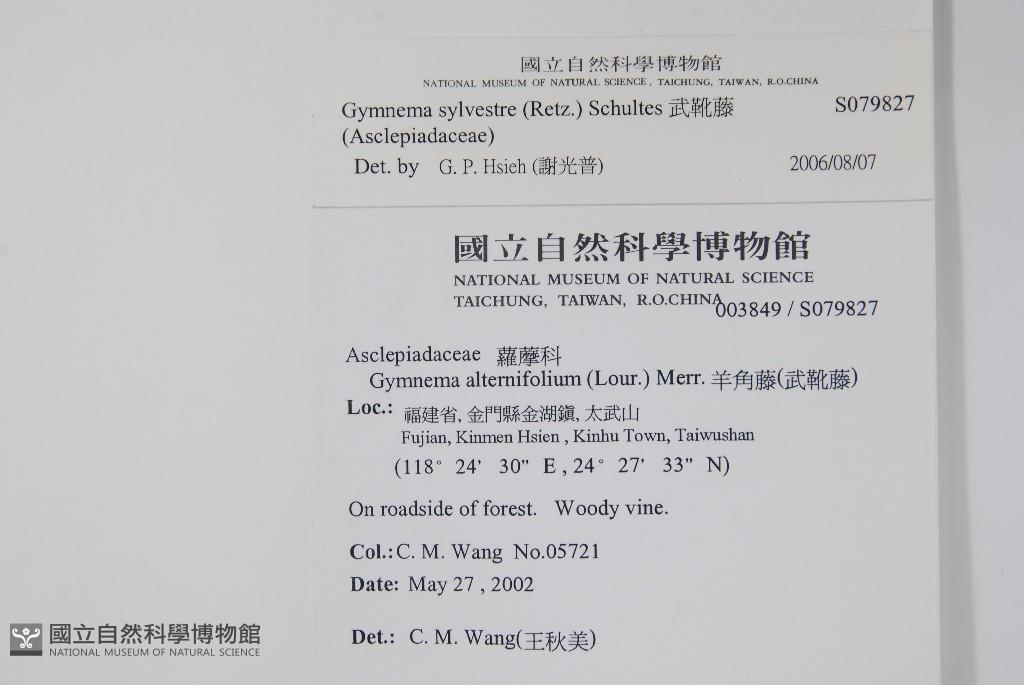 國立自然科學博物館
NATIONAL MUSEUM OF NATURAL SCIENCE, TAICHUNG, TAIWAN, R.O.CHINA
Gymnema sylvestre (Retz.) Schultes 武靴藤 S079827
(Asclepiadaceae)
Det. by G. P. Hsieh (謝光普) 2006/08/07
國立自然科學博物館
NATIONAL MUSEUM OF NATURAL SCIENCE
TAICHUNG, TAIWAN, R.O.CHINA
003849 / S079827
Asclepiadaceae 蘿藦科
Gymnema alternifolium (Lour.) Merr. 羊角藤(武靴藤)
Loc.: 福建省, 金門縣金湖鎮, 太武山
Fujian, Kinmen Hsien , Kinhu Town, Taiwushan
(118° 24’ 30” E , 24° 27’ 33” N)
On roadside of forest. Woody vine.
Col.: C. M. Wang No.05721
Date: May 27 , 2002
Det.: C. M. Wang(王秋美)
國立自然科學博物館
NATIONAL MUSEUM OF NATURAL SCIENCE